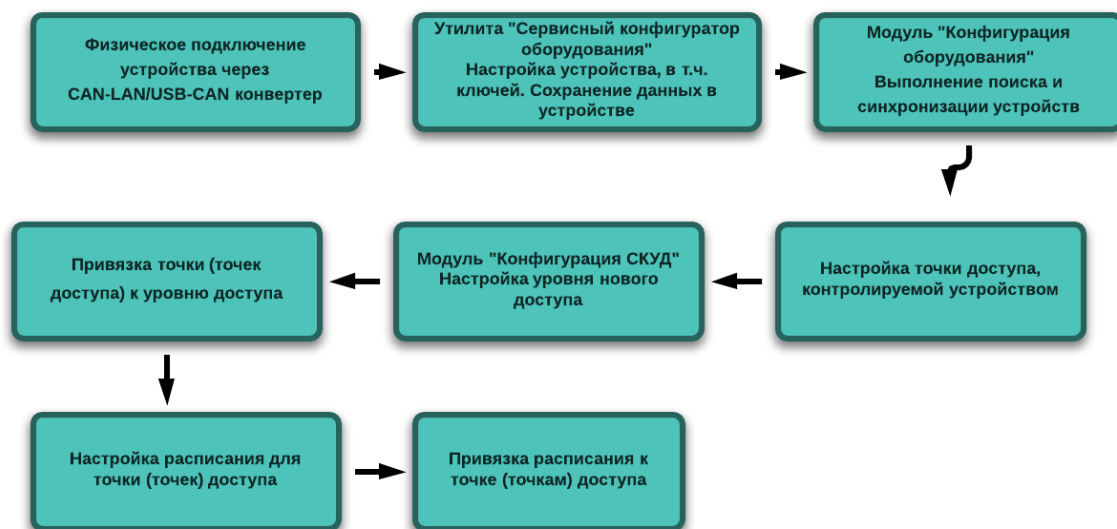 Физическое подключение
устройства через
CAN-LAN/USB-CAN конвертер
Утилита "Сервисный конфигуратор
оборудования"
Настройка устройства, в т.ч.
ключей. Сохранение данных в
устройстве
Модуль "Конфигурация
оборудования"
Выполнение поиска и
синхронизации устройств
Настройка точки доступа,
контролируемой устройством
Модуль "Конфигурация СКУД"
Настройка уровня нового
доступа
Привязка точки (точек
доступа) к уровню доступа
Настройка расписания для
точки (точек) доступа
Привязка расписания к
точке (точкам) доступа